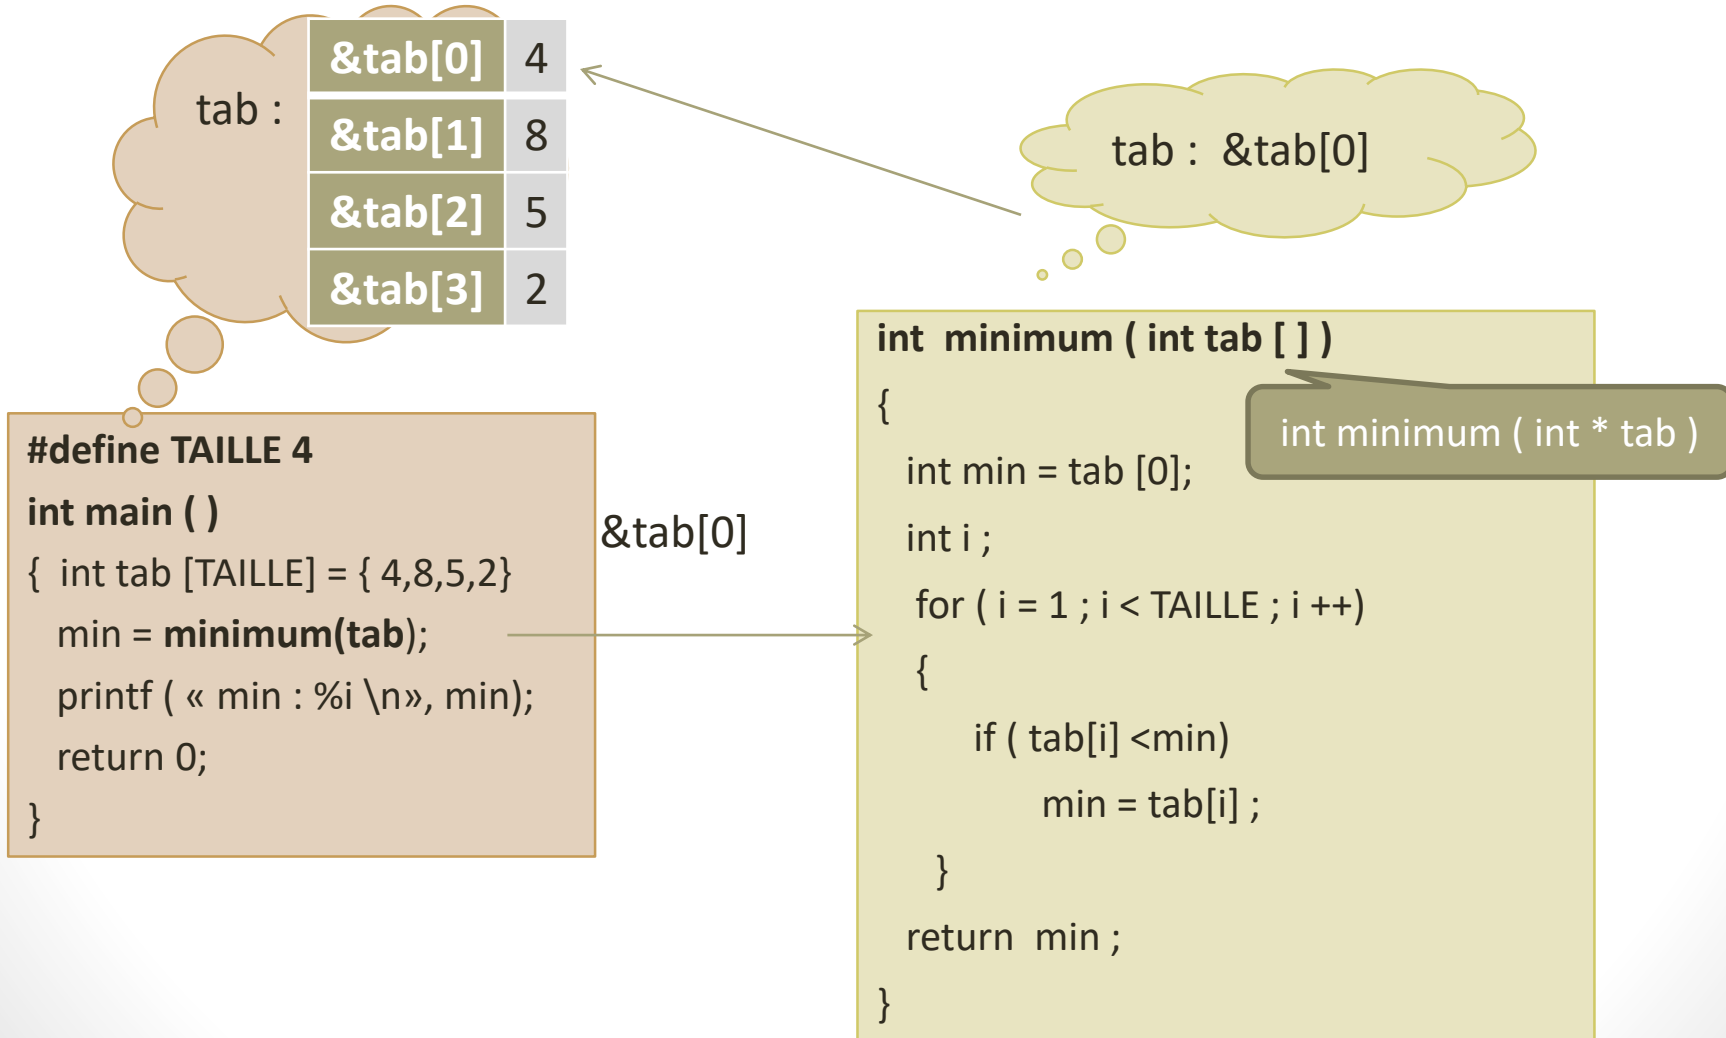 tab :
&tab[0] 4
&tab[1] 8
&tab[2] 5
&tab[3] 2
tab : &tab[0]
#define TAILLE 4
int main ( )
{ int tab [TAILLE] = { 4,8,5,2}
min = minimum(tab);
printf ( « min : %i \n», min);
return 0;
}
&tab[0]
int minimum ( int tab [ ] )
{
int minimum ( int * tab )
int min = tab [0];
int i ;
for ( i = 1 ; i < TAILLE ; i ++)
{
if ( tab[i] <min)
min = tab[i] ;
}
return min ;
}